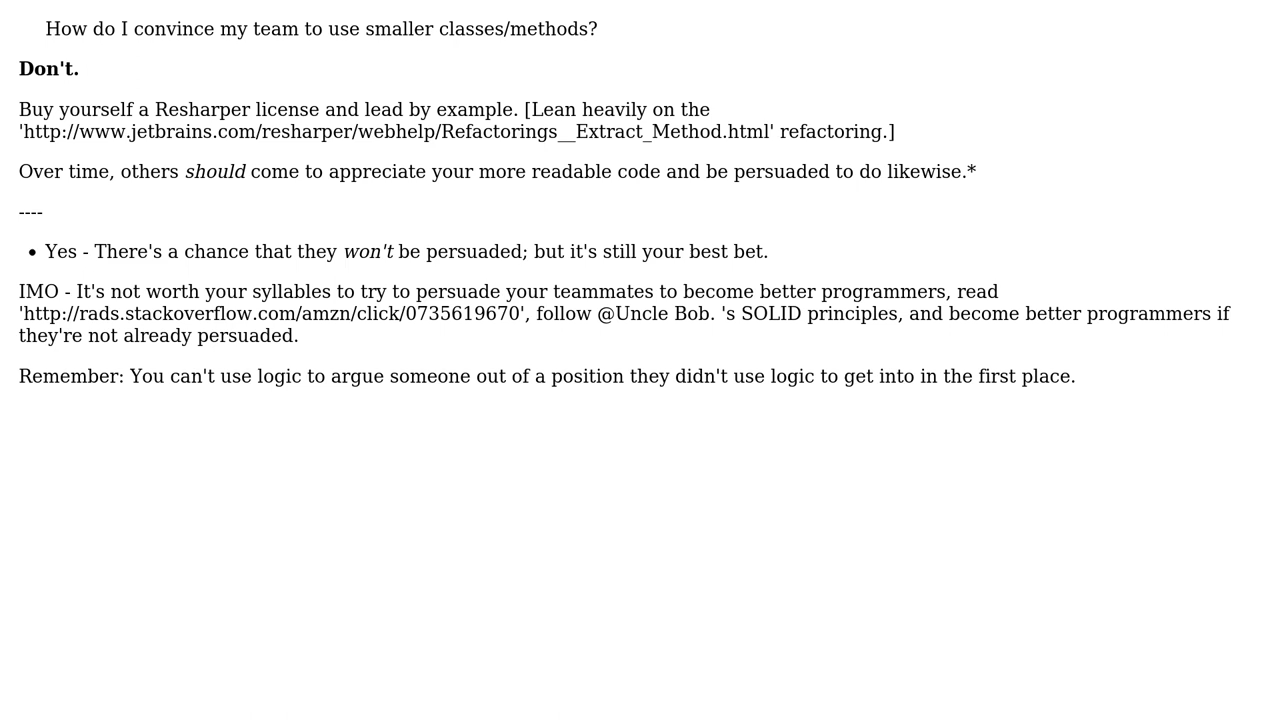 How do I convince my team to use smaller classes/methods?
Don't.
Buy yourself a Resharper license and lead by example. [Lean heavily on the
'http://www.jetbrains.com/resharper/webhelp/Refactorings__Extract_Method.html' refactoring.]
Over time, others should come to appreciate your more readable code and be persuaded to do likewise.*
----
• Yes - There's a chance that they won't be persuaded; but it's still your best bet.
IMO - It's not worth your syllables to try to persuade your teammates to become better programmers, read
'http://rads.stackoverflow.com/amzn/click/0735619670', follow @Uncle Bob. 's SOLID principles, and become better programmers if
they're not already persuaded.
Remember: You can't use logic to argue someone out of a position they didn't use logic to get into in the first place.